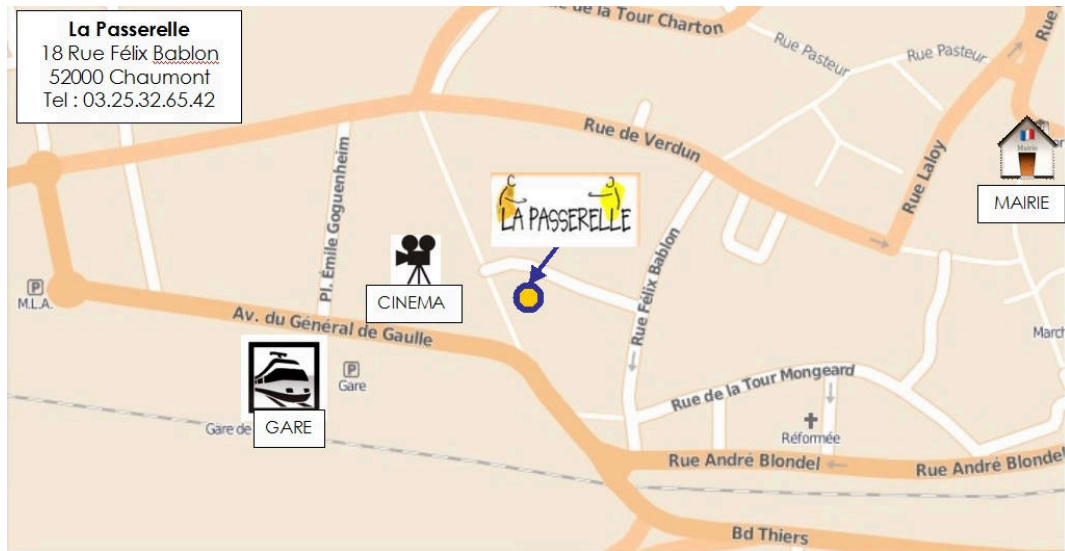 La Passerelle
18 Rue Félix Bablon
52000 Chaumont
Tel : 03.25.32.65.42
de la Tour Charton
Rue Pasteur
Rue Pasteur
Rue
Rue de Verdun
Rue Laloy
Mairie
MAIRIE
Pl. Émile Goguenheim
LA PASSERELLE
CINEMA
Rue Félix Bablon
P
M.L.A.
Av. du Général de Gaulle
March
P
Gare
Rue de la Tour Mongeard
Gare de
GARE
Réformée
Rue André Blondel
Rue André Blondel
Bd Thiers